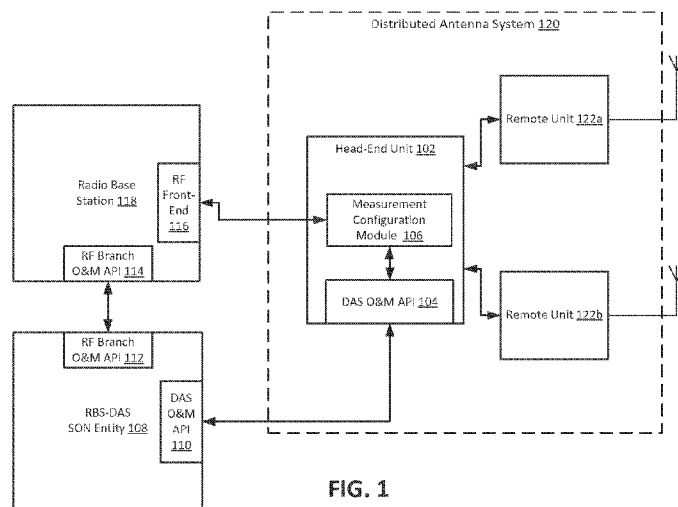 Distributed Antenna System 120
Remote Unit 122a
Head-End Unit 102
Radio Base
Station 118
RF
Front-
End
116
Measurement
Configuration
Module 106
RF Branch
O&M API 114
DAS O&M API 104
Remote Unit 122b
RF Branch
O&M API 112
RBS-DAS
SON Entity 108
DAS
O&M
API
110
FIG. 1